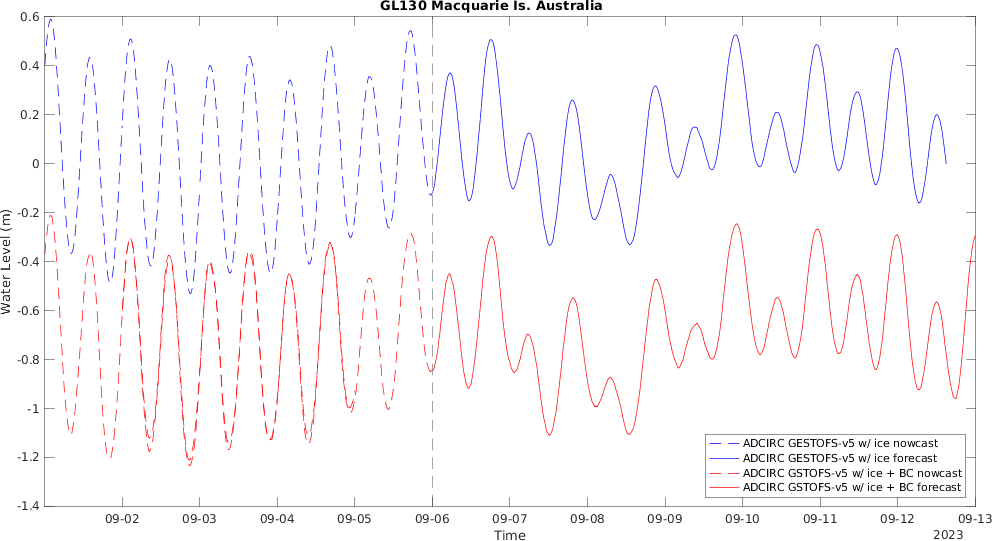 GL130 Macquarie Is. Australia
0.6
0.4
0.2
0
-0.2
-0.4
-0.6
-0.8
-1
-1.2
-1.4
Water Level (m)
ADCIRC GESTOFS-v5 w/ ice nowcast
ADCIRC GESTOFS-v5 w/ ice forecast
ADCIRC GSTOFS-v5 w/ ice + BC nowcast
ADCIRC GSTOFS-v5 w/ ice + BC forecast
09-02 09-03 09-04 09-05 09-06 09-07 09-08 09-09 09-10 09-11 09-12 09-13
Time
2023